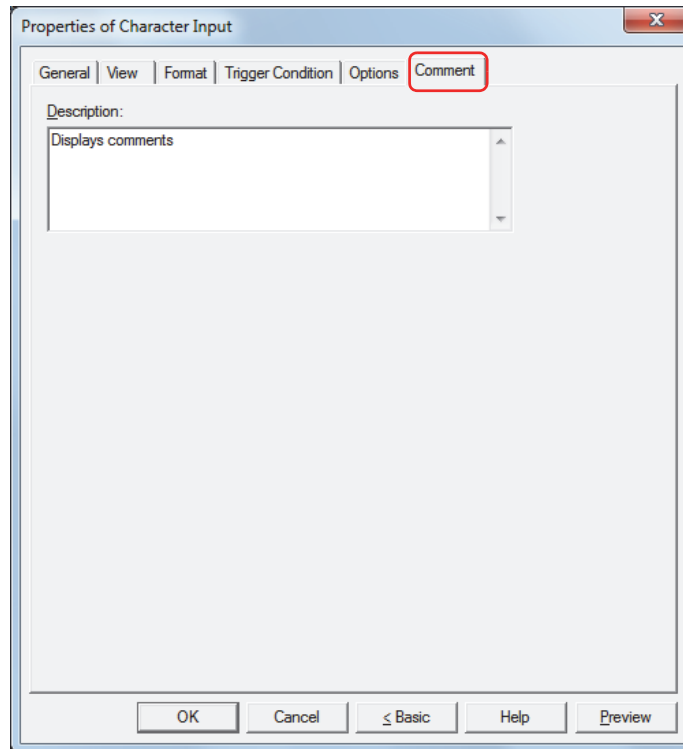 Properties of Character Input
General View Format Trigger Condition Options Comment
Description:
Displays comments
OK Cancel < Basic Help Preview